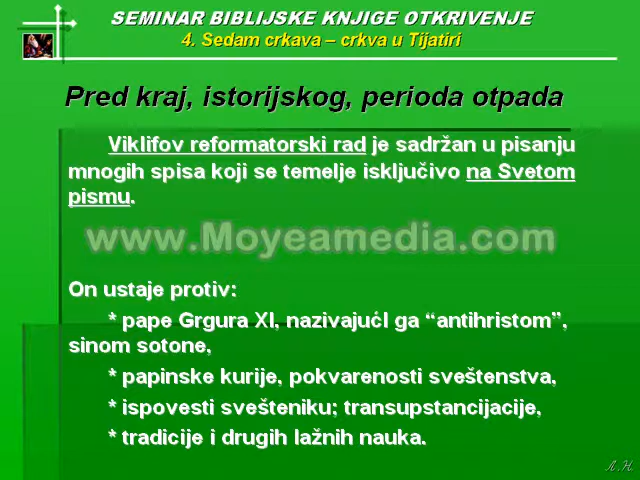 SEMINAR BIBLIJSKE KNJIGE OTKRIVENJE
4. Sedam crkava – crkva u Tijatiri
Pred kraj, istorijskog, perioda otpada
Viklifov reformatorski rad je sadržan u pisanju
mnogih spisa koji se temelje isključivo na Svetom
pismu.
www.Moyeamedia.com
On ustaje protiv:
* pape Grgura XI, nazivajućI ga “antihristom”,
sinom sotone,
* papinske kurije, pokvarenosti sveštenstva,
* ispovesti svešteniku; transupstancijacije,
* tradicije i drugih lažnih nauka.
Л.Н.